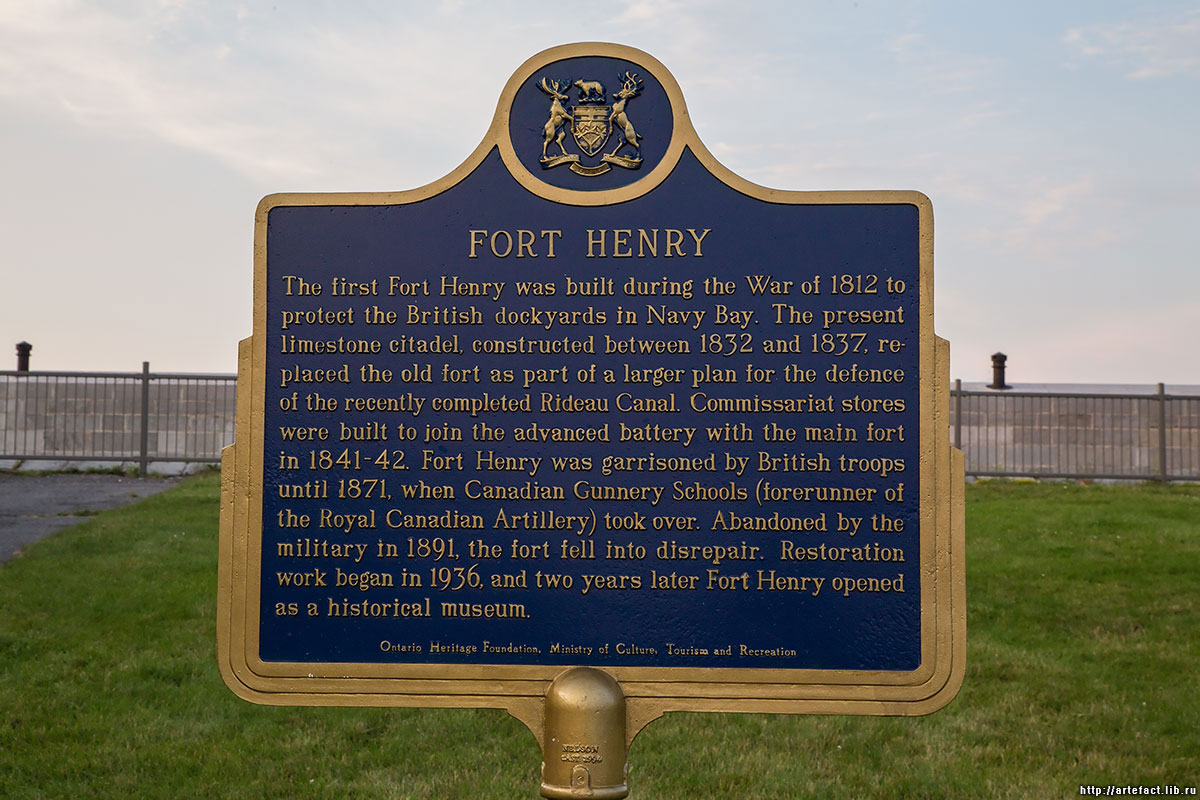 FORT HENRY
The first Fort Henry was built during the War of 1812 to
protect the British dockyards in Navy Bay. The present
limestone citadel, constructed between 1832 and 1837, re-
placed the old fort as part of a larger plan for the defence
of the recently completed Rideau Canal. Commissariat stores
were built to join the advanced battery with the main fort
in 1841-42. Fort Henry was garrisoned by British troops
until 1871, when Canadian Gunnery Schools (forerunner of
the Royal Canadian Artillery) took over. Abandoned by the
military in 1891, the fort fell into disrepair. Restoration
work began in 1936, and two years later Fort Henry opened
as a historical museum.
Ontario Heritage Foundation, Ministry of Culture, Tourism and Recreation
NELSON
CAST 1994
http://artefact.lib.ru